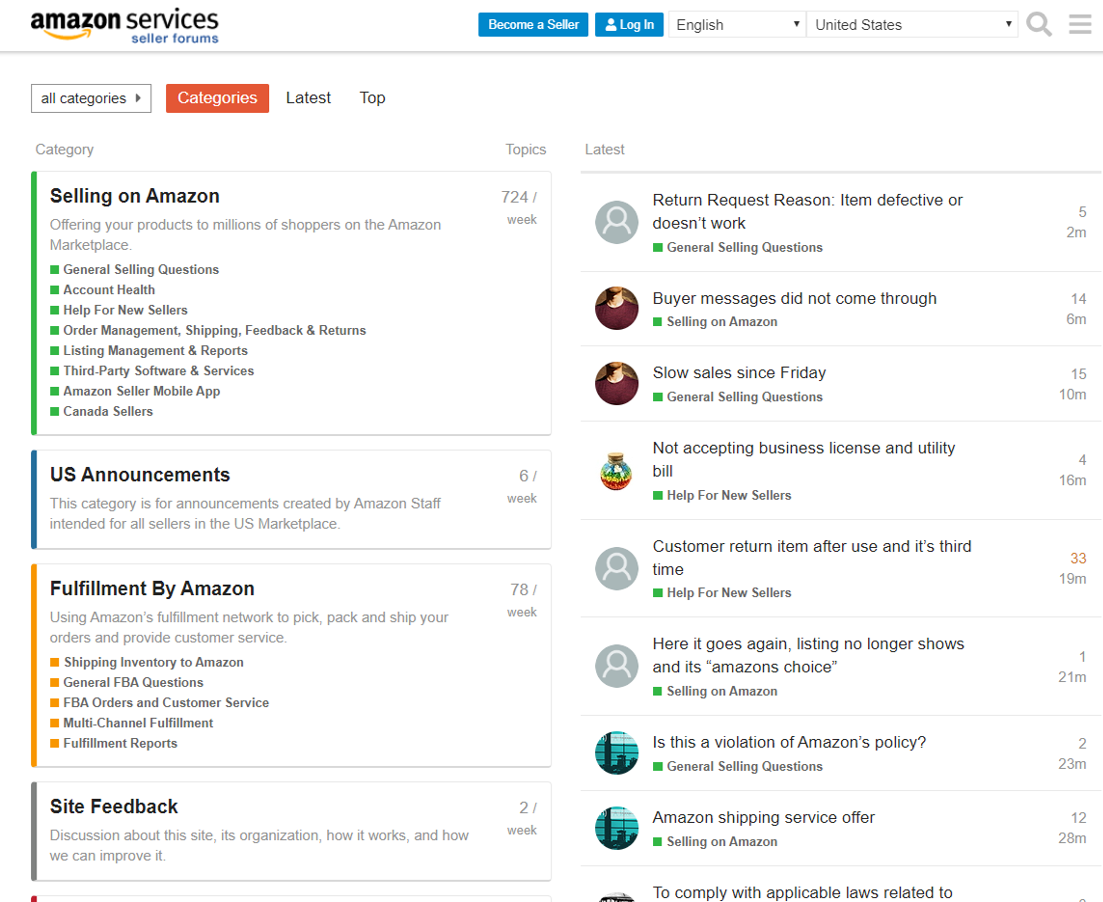 amazon services
seller forums
Become a Seller
Log In
English
United States
all categories
Categories
Latest
Top
Category
Topics
Selling on Amazon
724 /
week
Offering your products to millions of shoppers on the Amazon
Marketplace.
General Selling Questions
Account Health
Help For New Sellers
Order Management, Shipping, Feedback & Returns
Listing Management & Reports
Third-Party Software & Services
Amazon Seller Mobile App
Canada Sellers
US Announcements
6 /
week
This category is for announcements created by Amazon Staff
intended for all sellers in the US Marketplace.
Fulfillment By Amazon
78 /
week
Using Amazon’s fulfillment network to pick, pack and ship your
orders and provide customer service.
Shipping Inventory to Amazon
General FBA Questions
FBA Orders and Customer Service
Multi-Channel Fulfillment
Fulfillment Reports
Site Feedback
2 /
week
Discussion about this site, its organization, how it works, and how
we can improve it.
Latest
Return Request Reason: Item defective or
doesn’t work
General Selling Questions
5
2m
Buyer messages did not come through
Selling on Amazon
14
6m
Slow sales since Friday
General Selling Questions
15
10m
Not accepting business license and utility
bill
Help For New Sellers
4
16m
Customer return item after use and it’s third
time
Help For New Sellers
33
19m
Here it goes again, listing no longer shows
and its “amazons choice”
Selling on Amazon
1
21m
Is this a violation of Amazon’s policy?
General Selling Questions
2
23m
Amazon shipping service offer
Selling on Amazon
12
28m
To comply with applicable laws related to